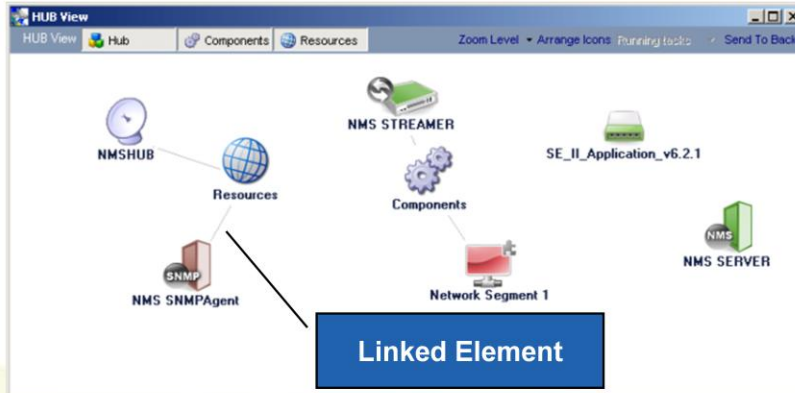 HUB View
HUB View Hub Components Resources Zoom Level Arrange Icons Running tasks Send To Back
NMS STREAMER
NMSHUB
SE_II_Application_v6.2.1
Resources
Components
NMS
NMS SERVER
SNMP
NMS SNMPAgent
Network Segment 1
Linked Element